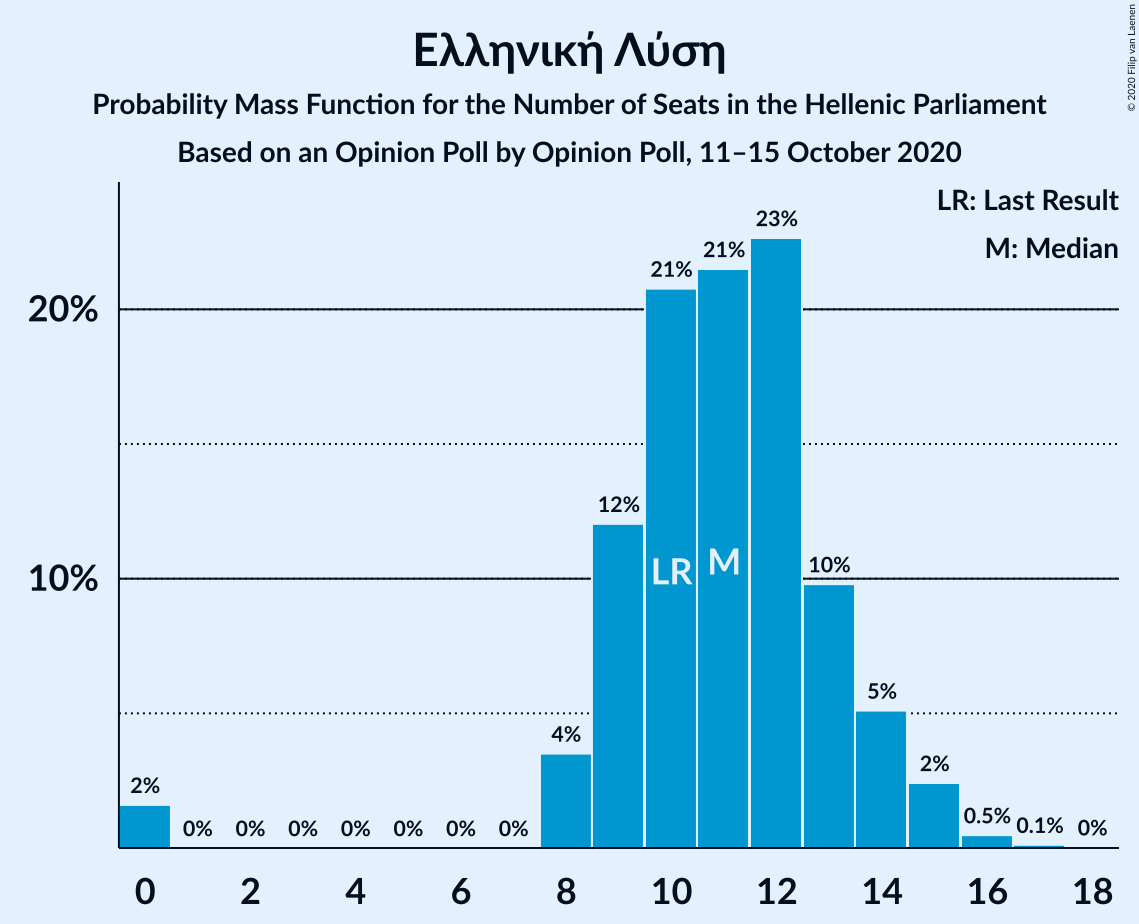 © 2020 Filip van Laenen
Ελληνική Λύση
Probability Mass Function for the Number of Seats in the Hellenic Parliament
Based on an Opinion Poll by Opinion Poll, 11–15 October 2020
LR: Last Result
M: Median
20%
10%
2%
0%
0%
0%
0%
0%
0%
0%
4%
12%
21%
21%
23%
10%
5%
2%
0.5%
0.1%
0%
LR
M
0 2 4 6 8 10 12 14 16 18